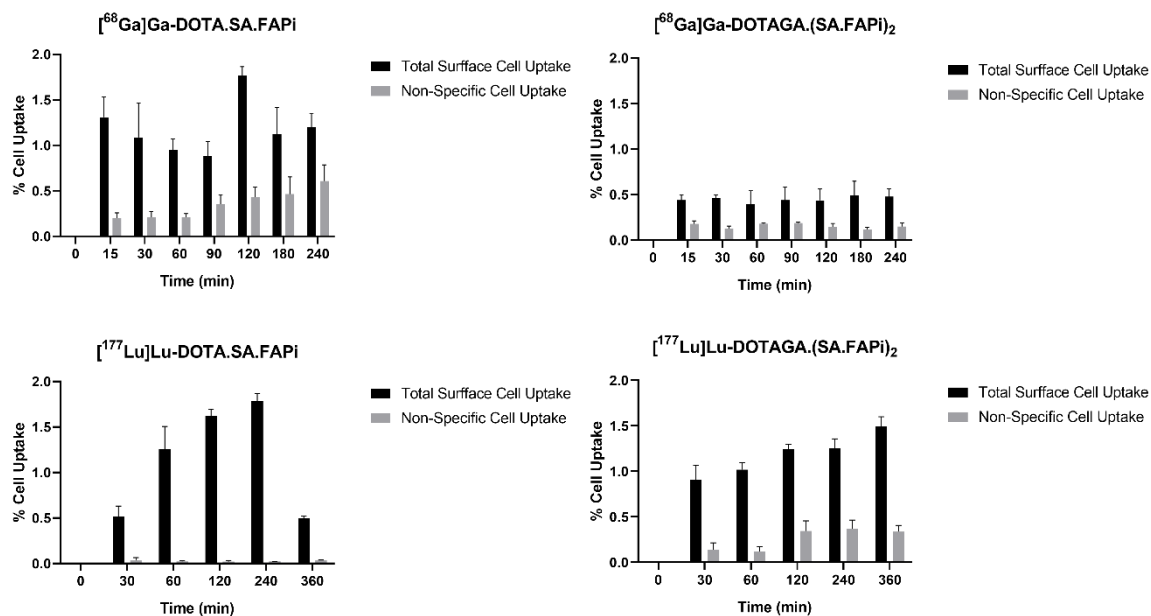 [⁶⁸Ga]Ga-DOTA.SA.FAPi
2.0
1.5
1.0
0.5
0.0
% Cell Uptake
0 15 30 60 90 120 180 240
Time (min)
Total Surfface Cell Uptake
Non-Specific Cell Uptake
[⁶⁸Ga]Ga-DOTAGA.(SA.FAPi)₂
2.0
1.5
1.0
0.5
0.0
% Cell Uptake
0 15 30 60 90 120 180 240
Time (min)
Total Surfface Cell Uptake
Non-Specific Cell Uptake
[¹⁷⁷Lu]Lu-DOTA.SA.FAPi
2.0
1.5
1.0
0.5
0.0
% Cell Uptake
0 30 60 120 240 360
Time (min)
Total Surfface Cell Uptake
Non-Specific Cell Uptake
[¹⁷⁷Lu]Lu-DOTAGA.(SA.FAPi)₂
2.0
1.5
1.0
0.5
0.0
% Cell Uptake
0 30 60 120 240 360
Time (min)
Total Surfface Cell Uptake
Non-Specific Cell Uptake